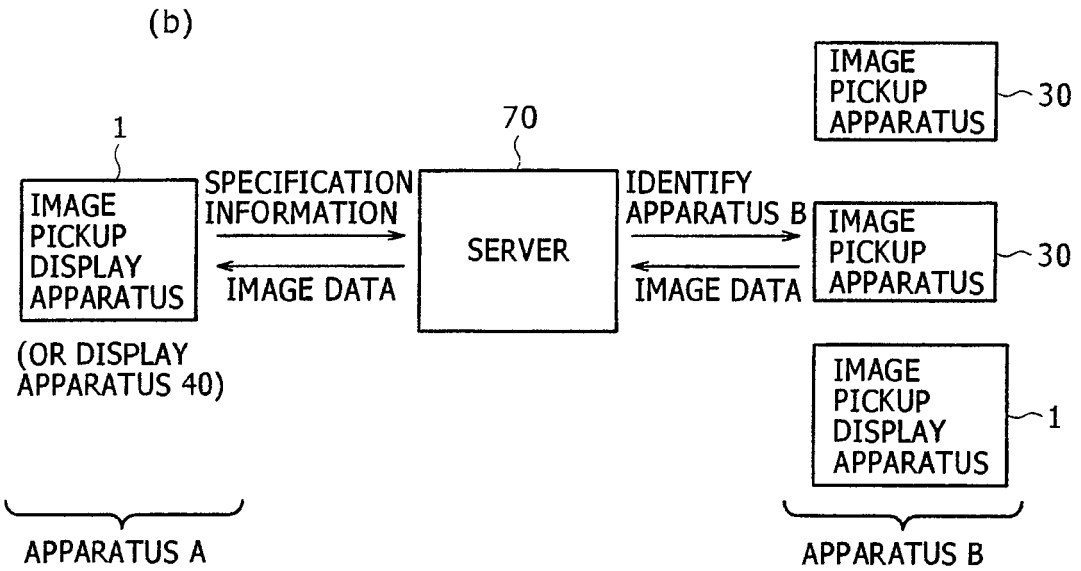 (b)
IMAGE
PICKUP
APPARATUS
30
1
70
IMAGE
PICKUP
DISPLAY
APPARATUS
SPECIFICATION
INFORMATION
IMAGE DATA
SERVER
IDENTIFY
APPARATUS B
IMAGE DATA
IMAGE
PICKUP
APPARATUS
30
(OR DISPLAY
APPARATUS 40)
IMAGE
PICKUP
DISPLAY
APPARATUS
1
APPARATUS A
APPARATUS B